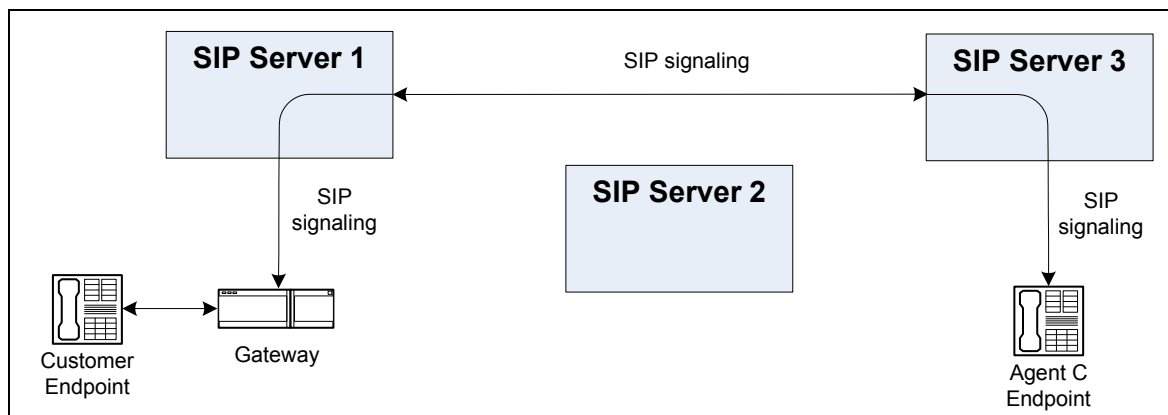 SIP Server 1
SIP signaling
SIP Server 3
SIP Server 2
SIP
signaling
SIP
signaling
Customer
Endpoint
Gateway
Agent C
Endpoint